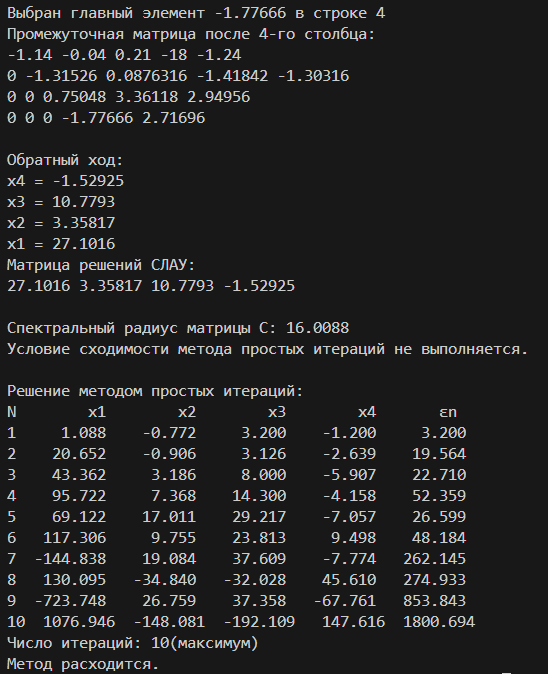 Выбран главный элемент -1.77666 в строке 4
Промежуточная матрица после 4-го столбца:
-1.14 -0.04 0.21 -18 -1.24
0 -1.31526 0.0876316 -1.41842 -1.30316
0 0 0.75048 3.36118 2.94956
0 0 0 -1.77666 2.71696
Обратный ход:
x4 = -1.52925
x3 = 10.7793
x2 = 3.35817
x1 = 27.1016
Матрица решений СЛАУ:
27.1016 3.35817 10.7793 -1.52925
Спектральный радиус матрицы C: 16.0088
Условие сходимости метода простых итераций не выполняется.
Решение методом простых итераций:
N x1 x2 x3 x4 εn
1 1.088 -0.772 3.200 -1.200 3.200
2 20.652 -0.906 3.126 -2.639 19.564
3 43.362 3.186 8.000 -5.907 22.710
4 95.722 7.368 14.300 -4.158 52.359
5 69.122 17.011 29.217 -7.057 26.599
6 117.306 9.755 23.813 9.498 48.184
7 -144.838 19.084 37.609 -7.774 262.145
8 130.095 -34.840 -32.028 45.610 274.933
9 -723.748 26.759 37.358 -67.761 853.843
10 1076.946 -148.081 -192.109 147.616 1800.694
Число итераций: 10(максимум)
Метод расходится.